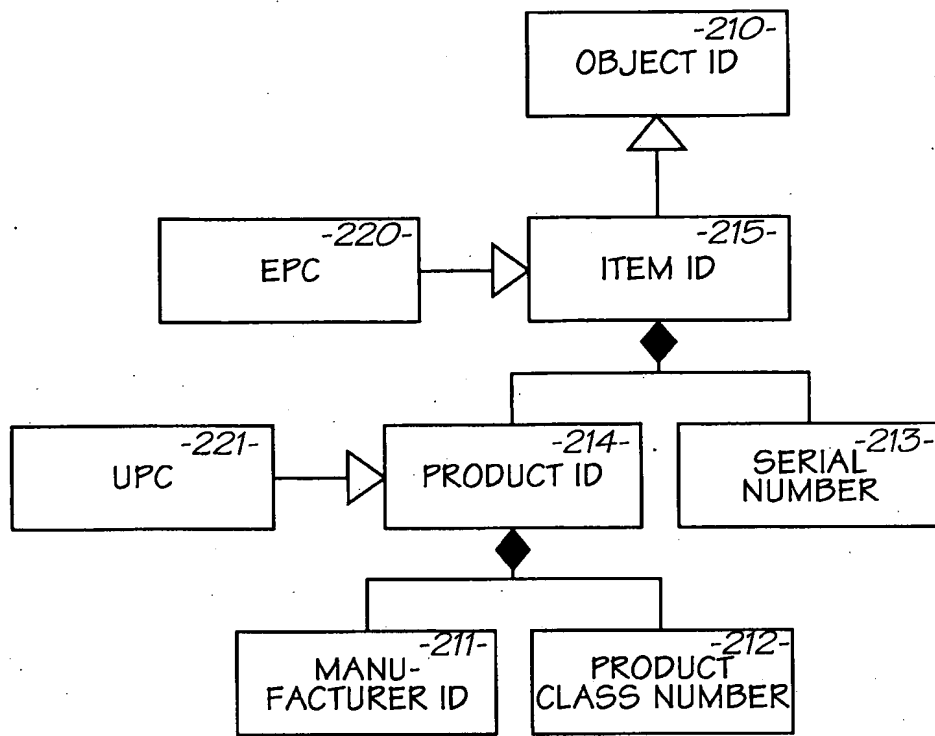 -210-
OBJECT ID
-220-
EPC
-215-
ITEM ID
-221-
UPC
-214-
PRODUCT ID
-213-
SERIAL
NUMBER
-211-
MANU-
FACTURER ID
-212-
PRODUCT
CLASS NUMBER